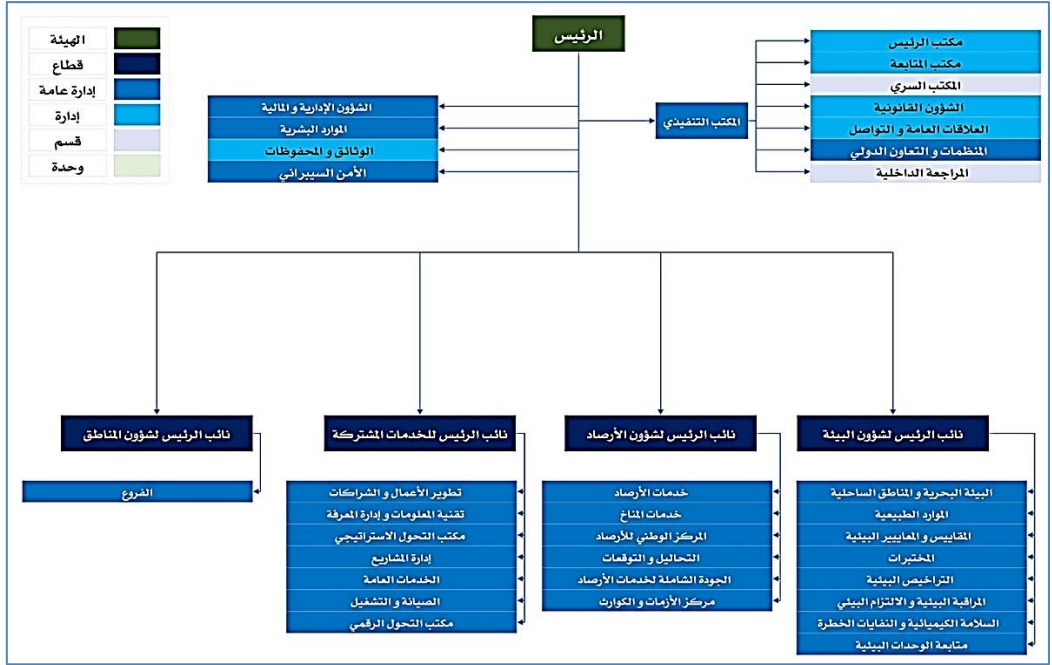 الرئيس
مكتب الرئيس
مكتب المتابعة
المكتب السري
الشؤون القانونية
العلاقات العامة و التواصل
المنظمات و التعاون الدولي
المراجعة الداخلية
المكتب التنفيذي
الشؤون الإدارية و المالية
الموارد البشرية
الوثائق و المحفوظات
الأمن السيبراني
الهيئة
قطاع
إدارة عامة
إدارة
قسم
وحدة
نائب الرئيس لشؤون البيئة
البيئة البحرية و المناطق الساحلية
الموارد الطبيعية
المقاييس و المعايير البيئية
المختبرات
التراخيص البيئية
المراقبة البيئية و الالتزام البيئي
السلامة الكيميائية و النفايات الخطرة
متابعة الوحدات البيئية
نائب الرئيس لشؤون الأرصاد
خدمات الأرصاد
خدمات المناخ
المركز الوطني للأرصاد
التحاليل و التوقعات
الجودة الشاملة لخدمات الأرصاد
مركز الأزمات و الكوارث
نائب الرئيس للخدمات المشتركة
تطوير الأعمال و الشراكات
تقنية المعلومات و إدارة المعرفة
مكتب التحول الاستراتيجي
إدارة المشاريع
الخدمات العامة
الصيانة و التشغيل
مكتب التحول الرقمي
نائب الرئيس لشؤون المناطق
الفروع